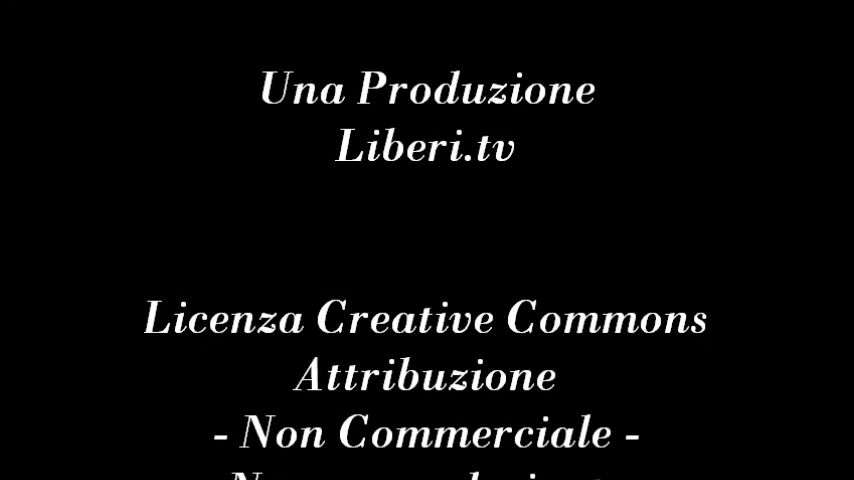 Una Produzione
Liberi.tv
Licenza Creative Commons
Attribuzione
- Non Commerciale -